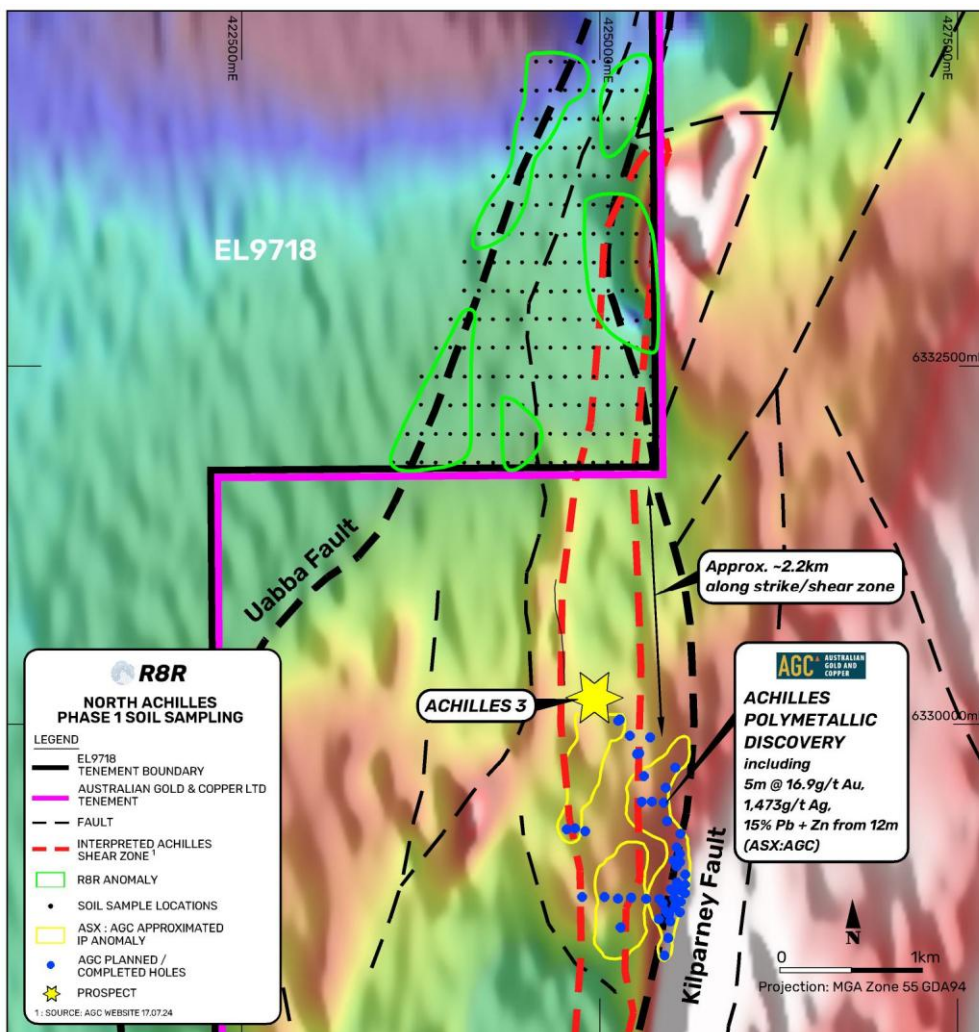 422500mE
425000mE
427500mE
EL9718
6332500mN
Uabba Fault
Approx. ~2.2km
along strike/shear zone
ACHILLES 3
AGC AUSTRALIAN
GOLD AND
COPPER
ACHILLES
POLYMETALLIC
DISCOVERY
including
5m @ 16.9g/t Au,
1,473g/t Ag,
15% Pb + Zn from 12m
(ASX:AGC)
6330000mN
Kilparney Fault
R8R
NORTH ACHILLES
PHASE 1 SOIL SAMPLING
LEGEND
EL9718
TENEMENT BOUNDARY
AUSTRALIAN GOLD & COPPER LTD
TENEMENT
FAULT
INTERPRETED ACHILLES
SHEAR ZONE 1
R8R ANOMALY
SOIL SAMPLE LOCATIONS
ASX : AGC APPROXIMATED
IP ANOMALY
AGC PLANNED /
COMPLETED HOLES
PROSPECT
1 : SOURCE: AGC WEBSITE 17.07.24
N
0 1km
Projection: MGA Zone 55 GDA94